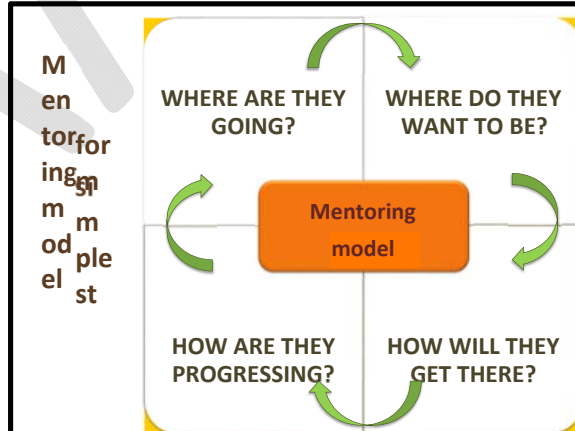 M
en
tor
ing
m
od
el
for
m
si
m
ple
st
WHERE ARE THEY
GOING?
WHERE DO THEY
WANT TO BE?
Mentoring
model
HOW ARE THEY
PROGRESSING?
HOW WILL THEY
GET THERE?